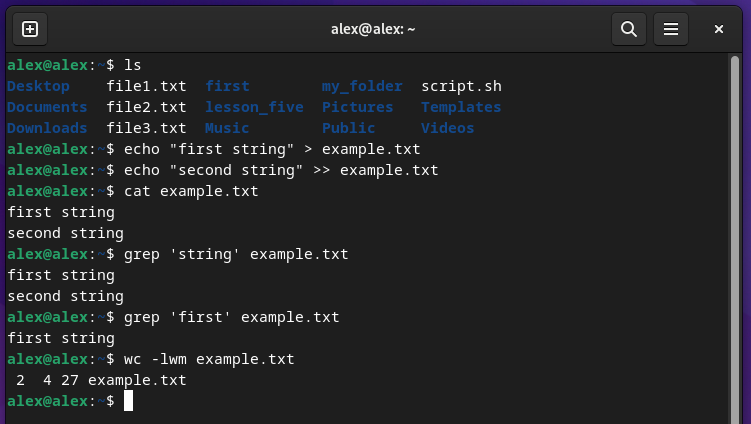 alex@alex: ~
alex@alex:~$ ls
Desktop    file1.txt  first        my_folder  script.sh
Documents  file2.txt  lesson_five  Pictures   Templates
Downloads  file3.txt  Music        Public     Videos
alex@alex:~$ echo "first string" > example.txt
alex@alex:~$ echo "second string" >> example.txt
alex@alex:~$ cat example.txt
first string
second string
alex@alex:~$ grep 'string' example.txt
first string
second string
alex@alex:~$ grep 'first' example.txt
first string
alex@alex:~$ wc -lwm example.txt
 2  4 27 example.txt
alex@alex:~$